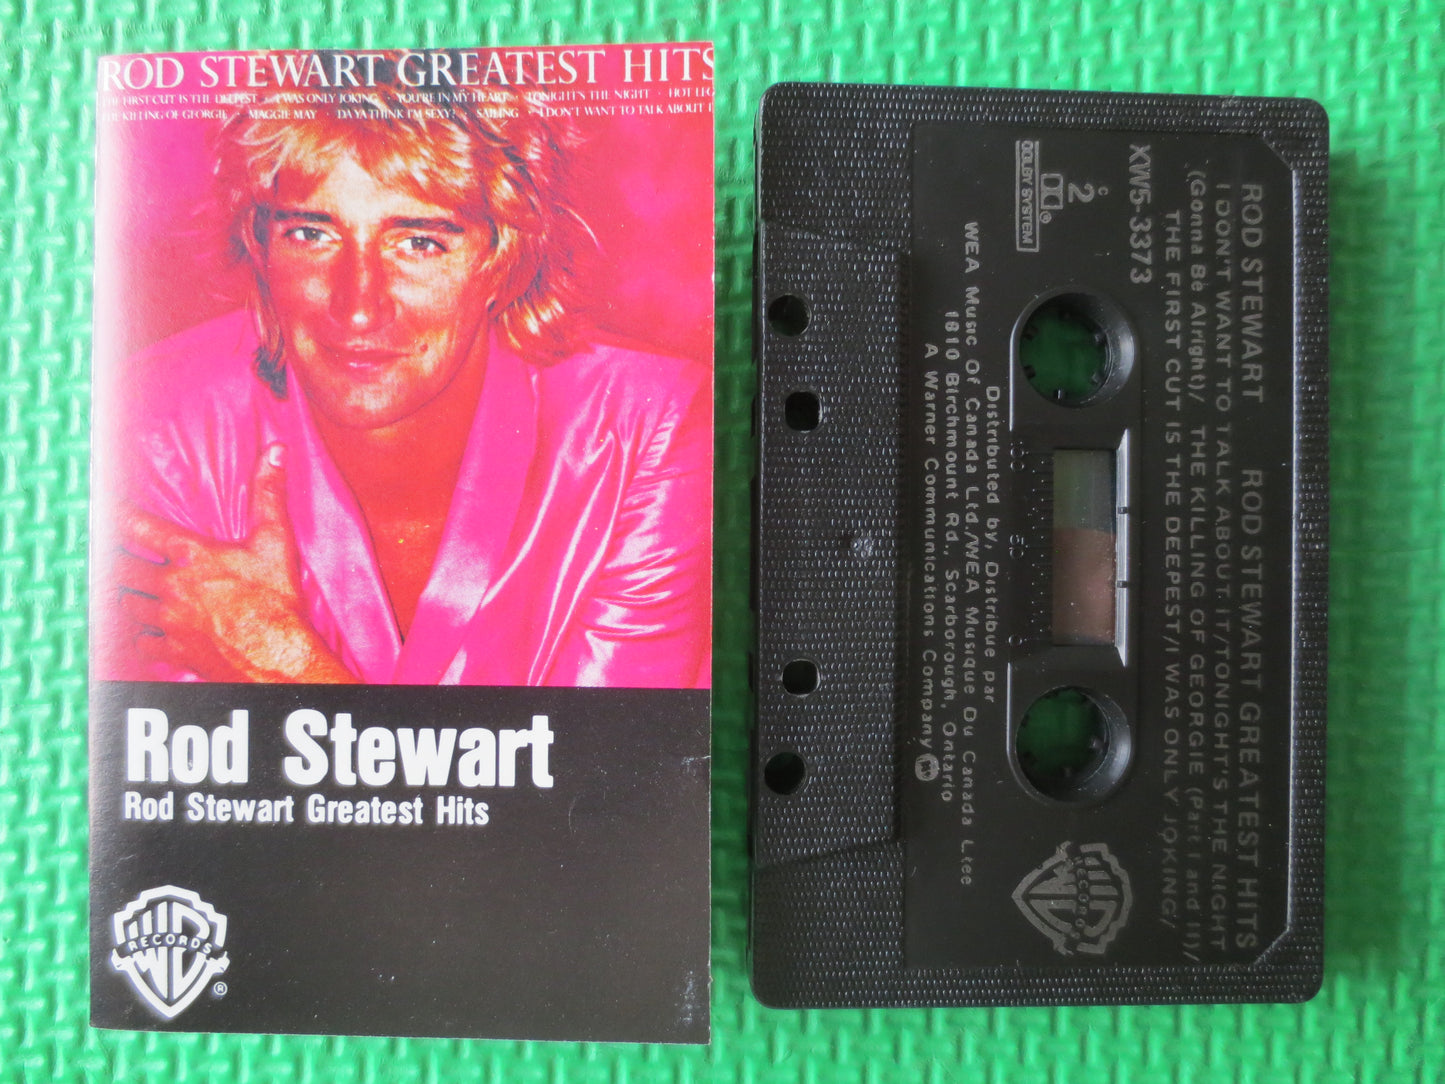 ROD STEWART GREATEST HITS
THE FIRST CUT IS THE DEEPEST · I WAS ONLY JOKING · YOU'RE IN MY HEART · TONIGHT'S THE NIGHT · HOT LEG
THE KILLING OF GEORGIE · MAGGIE MAY · DA YA THINK I'M SEXY? · SAILING · I DON'T WANT TO TALK ABOUT I
Rod Stewart
Rod Stewart Greatest Hits
RECORDS
®
ROD STEWART ROD STEWART GREATEST HITS
I DON'T WANT TO TALK ABOUT IT/TONIGHT'S THE NIGHT
(Gonna Be Alright)/ THE KILLING OF GEORGIE (Part I and II)/
THE FIRST CUT IS THE DEEPEST/I WAS ONLY JOKING/
XW5-3373
2
C
®
DOLBY SYSTEM
100
50
0
RECORDS
Distributed by, Distribue par
WEA Music Of Canada Ltd./WEA Musique Du Canada Ltee
1810 Birchmount Rd., Scarborough, Ontario
A Warner Communications Company